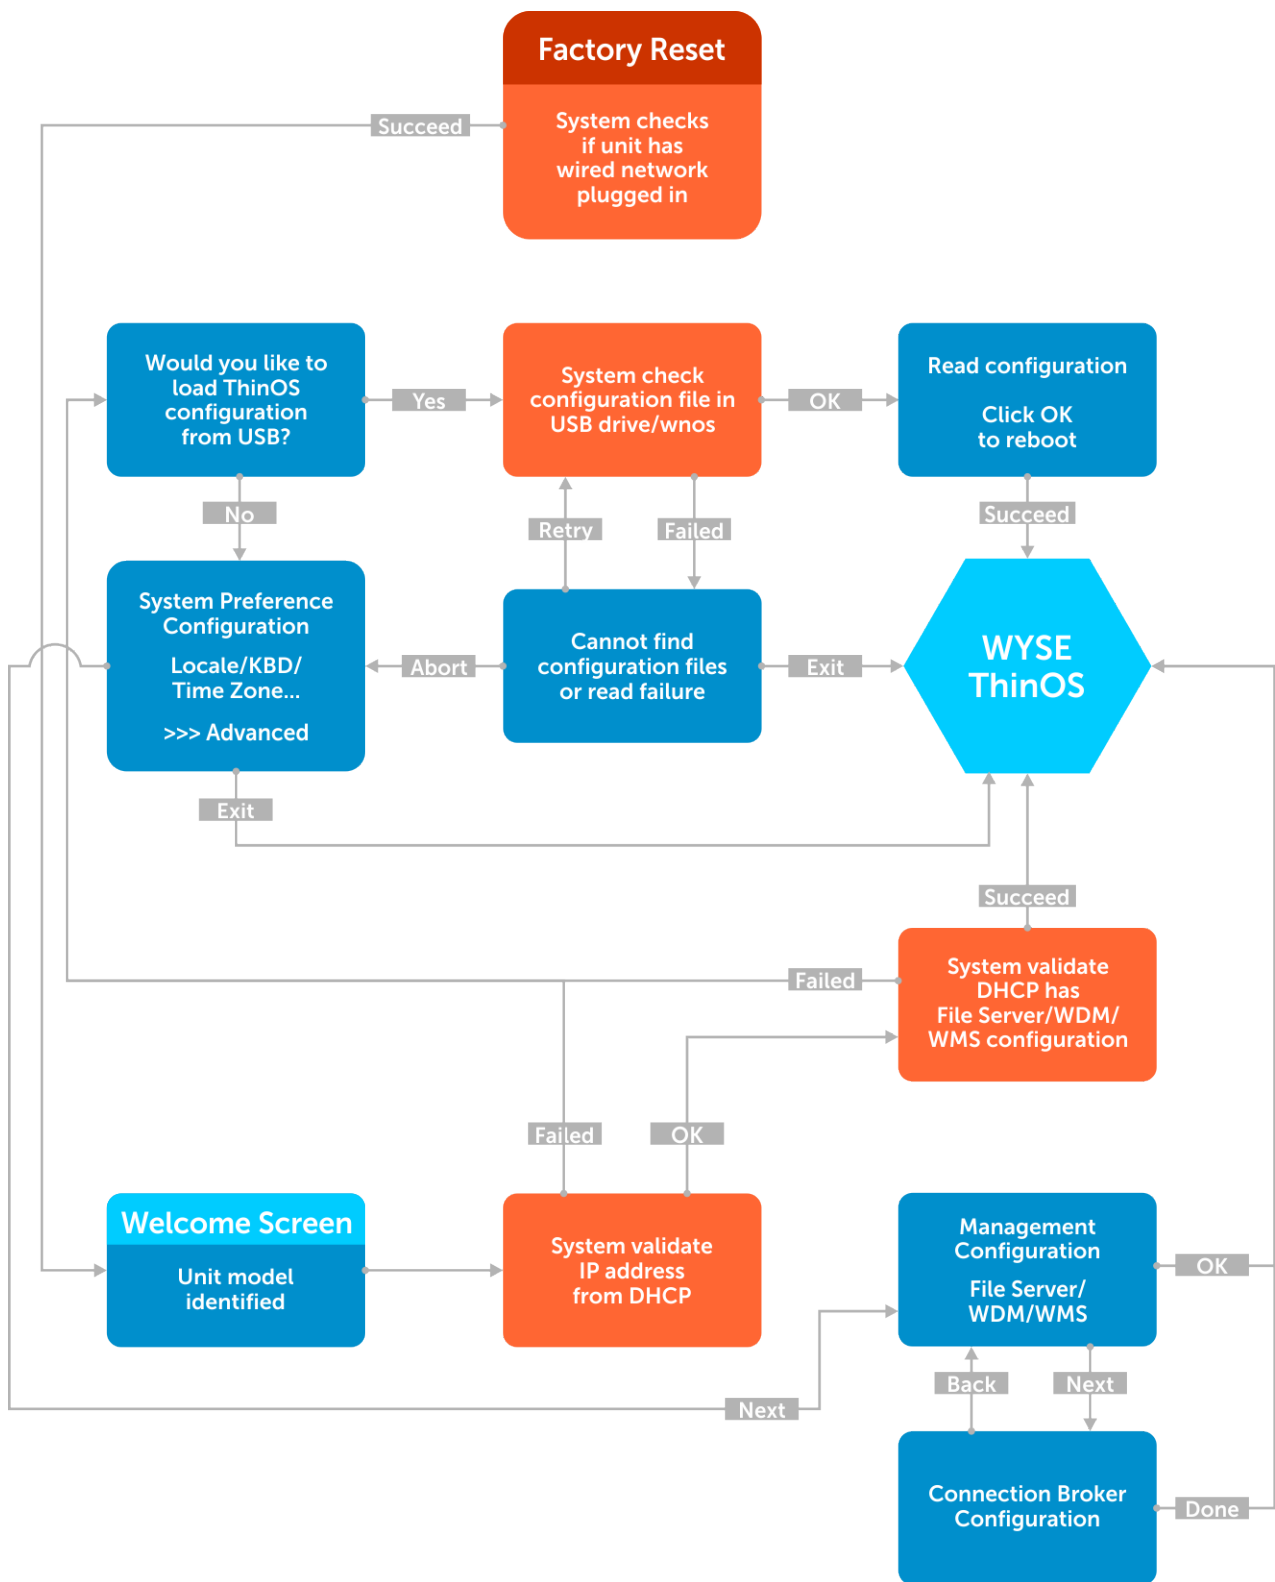 Factory Reset
System checks
if unit has
wired network
plugged in
Succeed
Would you like to
load ThinOS
configuration
from USB?
Yes
System check
configuration file in
USB drive/wnos
OK
Read configuration
Click OK
to reboot
No
Retry
Failed
Succeed
System Preference
Configuration
Locale/KBD/
Time Zone...
>>> Advanced
Abort
Cannot find
configuration files
or read failure
Exit
WYSE
ThinOS
Exit
Succeed
Failed
System validate
DHCP has
File Server/WDM/
WMS configuration
Failed
OK
Welcome Screen
Unit model
identified
System validate
IP address
from DHCP
Management
Configuration
File Server/
WDM/WMS
OK
Back
Next
Next
Connection Broker
Configuration
Done